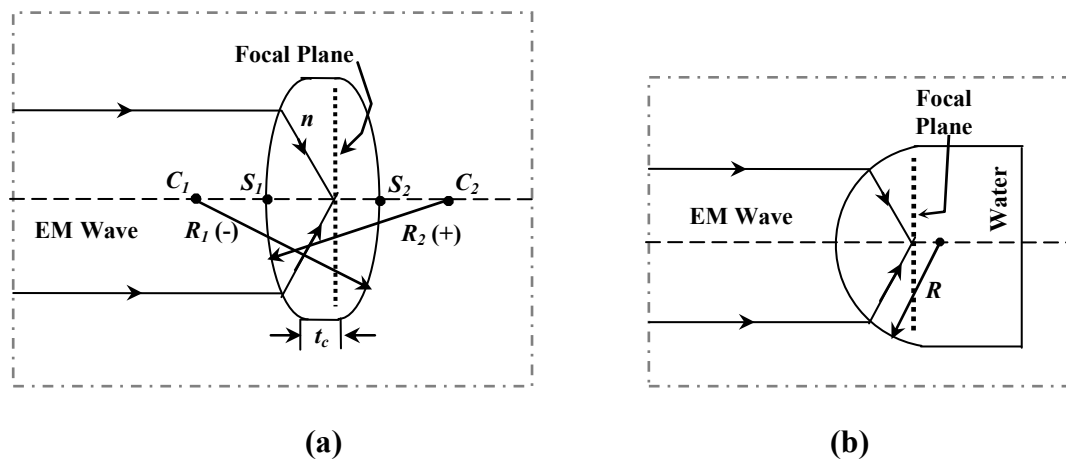 Focal Plane
n
C1 S1 S2 C2
EM Wave
R1 (-)
R2 (+)
tc
(a)
Focal
Plane
EM Wave
R
Water
(b)